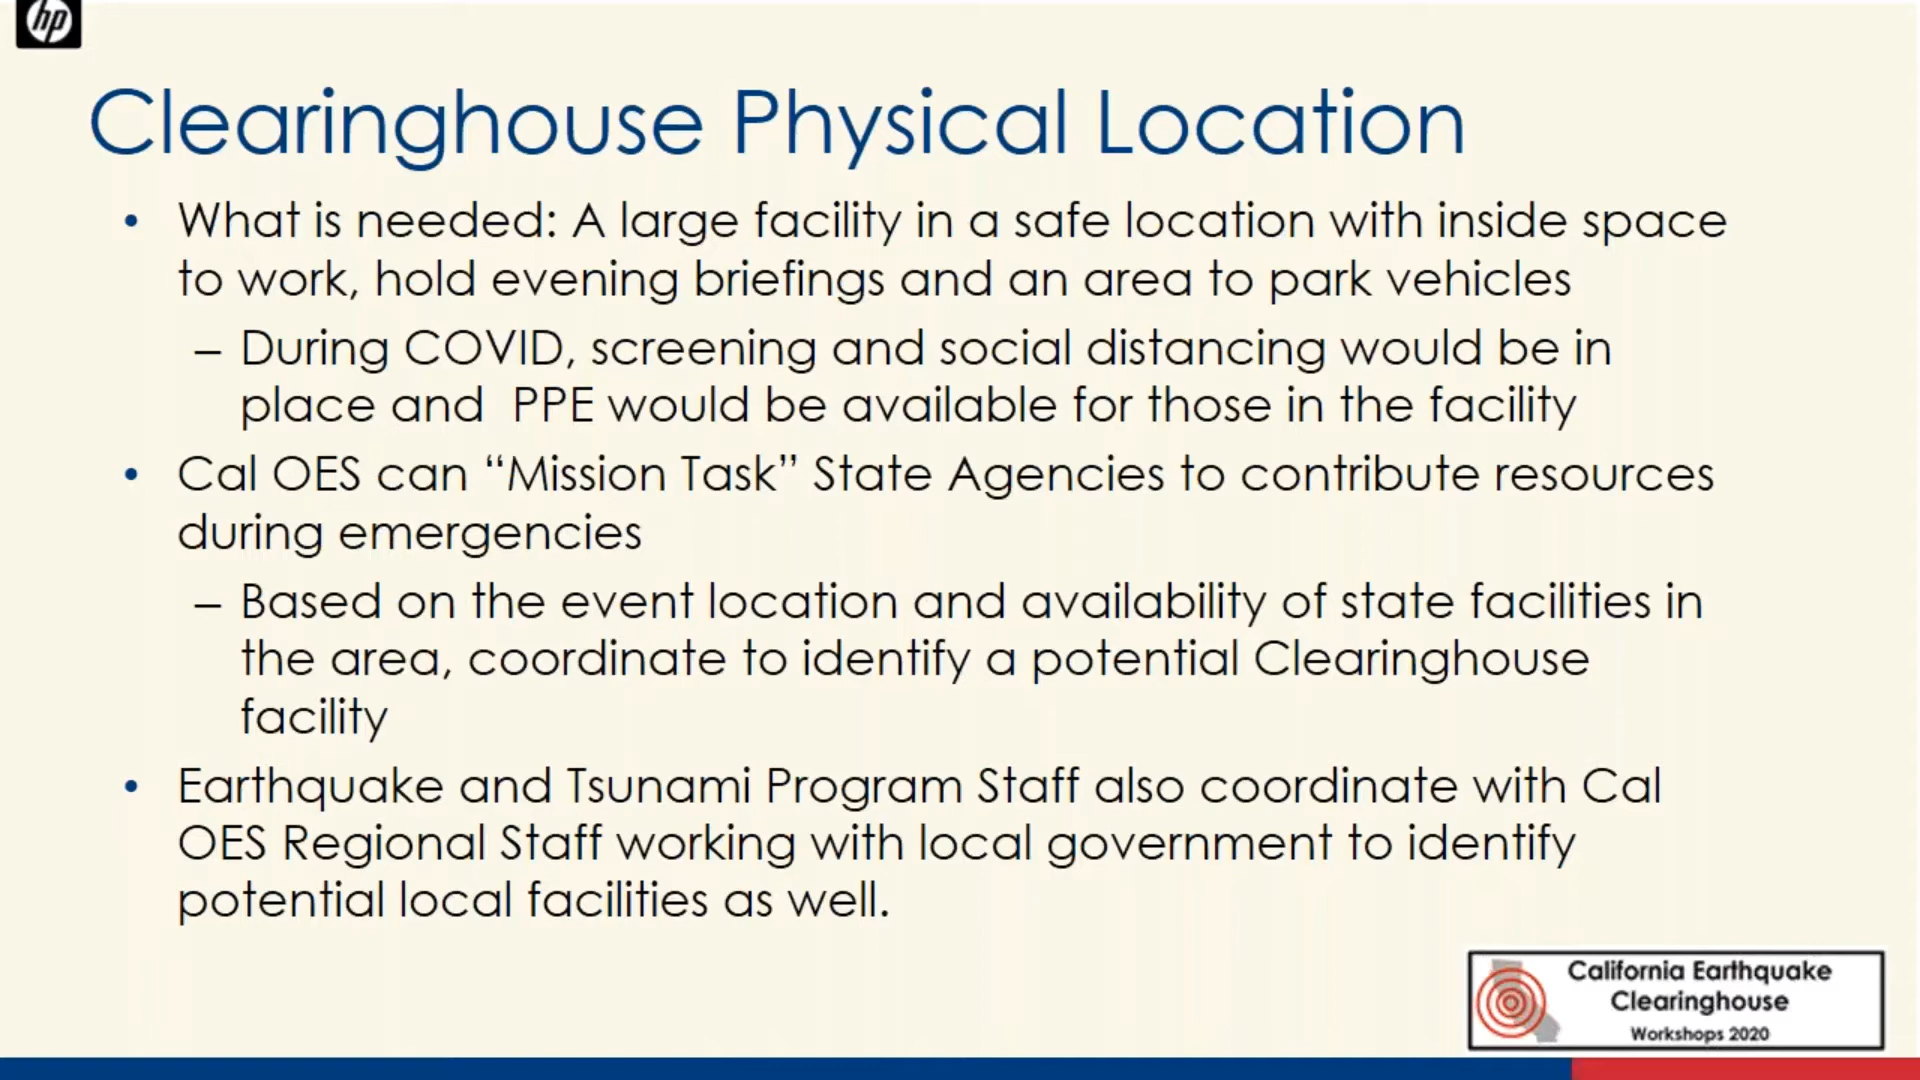 hp
Clearinghouse Physical Location
• What is needed: A large facility in a safe location with inside space
to work, hold evening briefings and an area to park vehicles
– During COVID, screening and social distancing would be in
place and  PPE would be available for those in the facility
• Cal OES can “Mission Task” State Agencies to contribute resources
during emergencies
– Based on the event location and availability of state facilities in
the area, coordinate to identify a potential Clearinghouse
facility
• Earthquake and Tsunami Program Staff also coordinate with Cal
OES Regional Staff working with local government to identify
potential local facilities as well.
California Earthquake
Clearinghouse
Workshops 2020